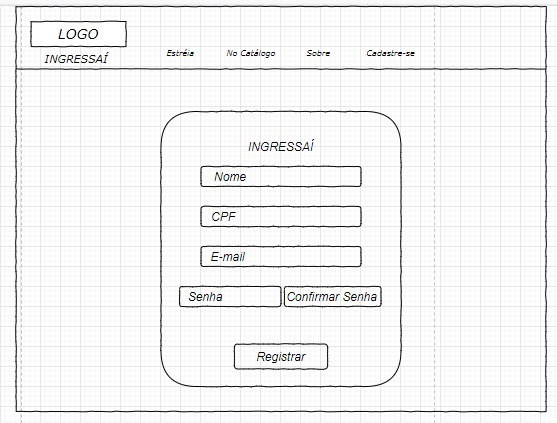 LOGO
INGRESSAÍ
Estréia No Catálogo Sobre Cadastre-se
INGRESSAÍ
Nome
CPF
E-mail
Senha Confirmar Senha
Registrar